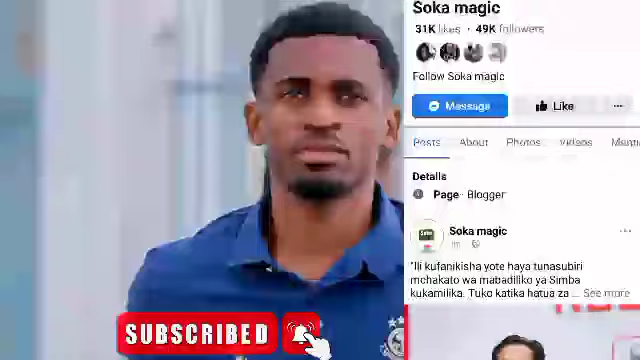 Soka magic
31K likes • 49K followers
Follow Soka magic
Message
Like
Posts About Photos Videos
Details
Page · Blogger
Soka magic
"Ili kufanikisha yote haya tunasubiri
mchakato wa mabadiliko ya Simba
kukamilika. Tuko katika hatua za ... See more
SUBSCRIBED